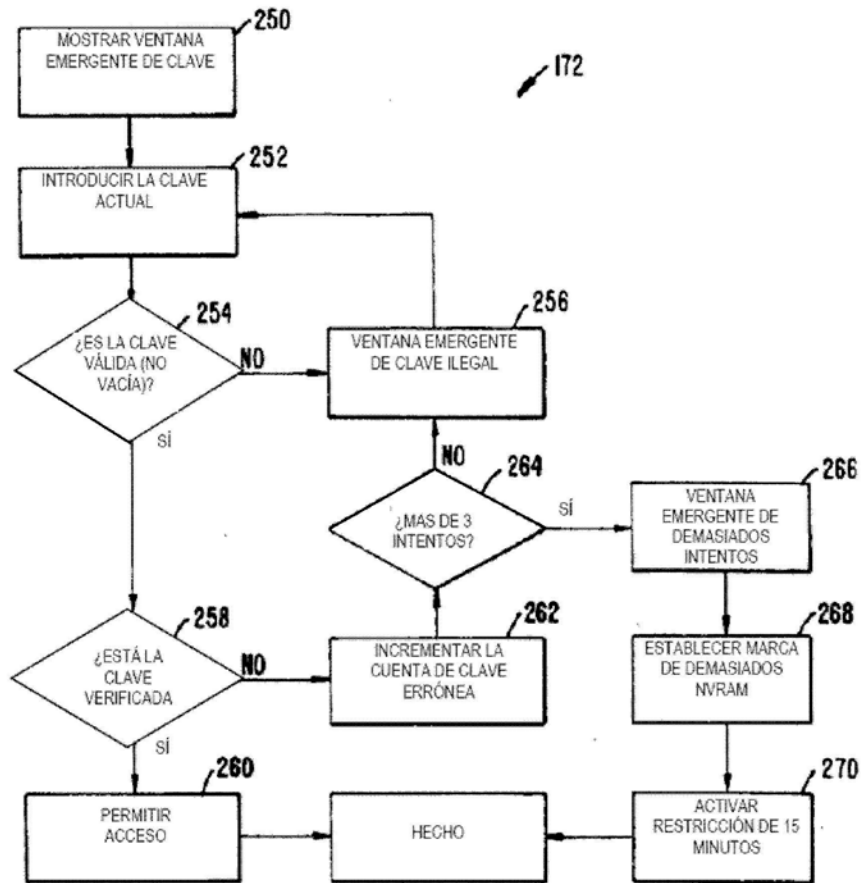 250
MOSTRAR VENTANA
EMERGENTE DE CLAVE
172
252
INTRODUCIR LA CLAVE
ACTUAL
254
¿ES LA CLAVE
VÁLIDA (NO
VACÍA)?
NO
SÍ
256
VENTANA EMERGENTE
DE CLAVE ILEGAL
NO
264
¿MAS DE 3
INTENTOS?
SÍ
266
VENTANA
EMERGENTE DE
DEMASIADOS
INTENTOS
258
¿ESTÁ LA
CLAVE
VERIFICADA
NO
SÍ
262
INCREMENTAR LA
CUENTA DE CLAVE
ERRÓNEA
268
ESTABLECER MARCA
DE DEMASIADOS
NVRAM
260
PERMITIR
ACCESO
HECHO
270
ACTIVAR
RESTRICCIÓN DE 15
MINUTOS